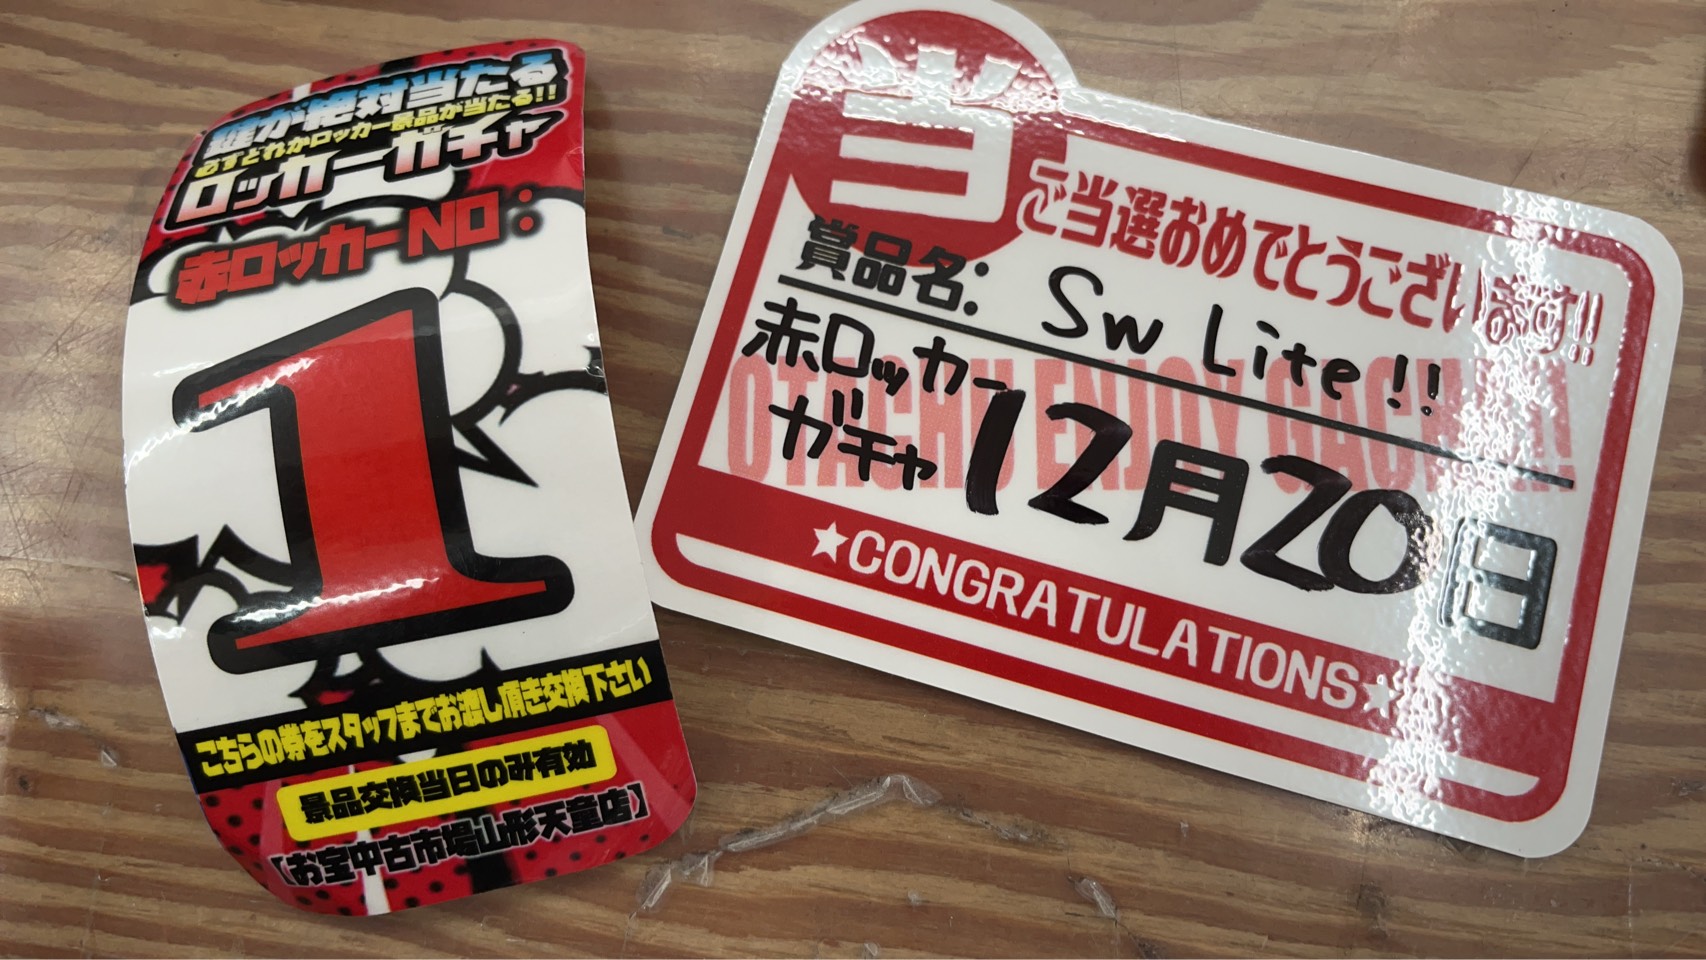 誰かが絶対当たる
必ずどれかロッカー景品が当たる!!
ロッカーガチャ
赤ロッカーNO:
1
こちらの券をスタッフまでお渡し頂き交換下さい
景品交換当日のみ有効
【お宝中古市場山形天童店】
当
ご当選おめでとうございます!!
賞品名: Sw Lite!!
赤ロッカー
ガチャ
12月20日
OTACHU ENJOY GACHA!!
★CONGRATULATIONS★